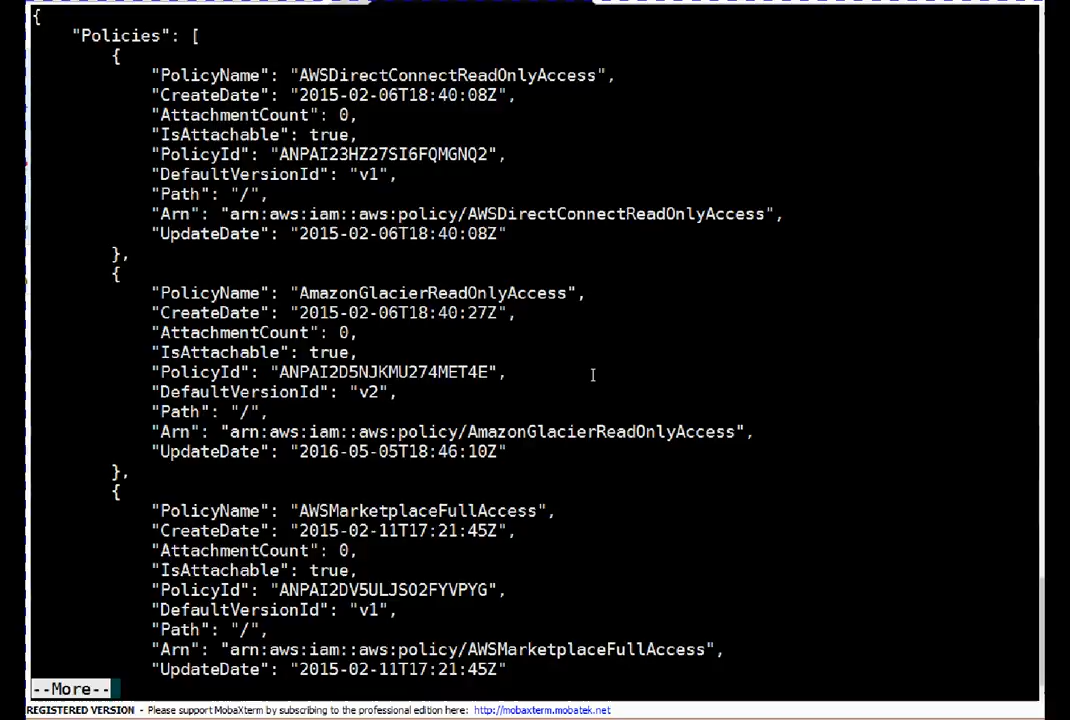 {
"Policies": [
{
"PolicyName": "AWSDirectConnectReadOnlyAccess",
"CreateDate": "2015-02-06T18:40:08Z",
"AttachmentCount": 0,
"IsAttachable": true,
"PolicyId": "ANPAI23HZ27SI6FQMGNQ2",
"DefaultVersionId": "v1",
"Path": "/",
"Arn": "arn:aws:iam::aws:policy/AWSDirectConnectReadOnlyAccess",
"UpdateDate": "2015-02-06T18:40:08Z"
},
{
"PolicyName": "AmazonGlacierReadOnlyAccess",
"CreateDate": "2015-02-06T18:40:27Z",
"AttachmentCount": 0,
"IsAttachable": true,
"PolicyId": "ANPAI2D5NJKMU274MET4E",
"DefaultVersionId": "v2",
"Path": "/",
"Arn": "arn:aws:iam::aws:policy/AmazonGlacierReadOnlyAccess",
"UpdateDate": "2016-05-05T18:46:10Z"
},
{
"PolicyName": "AWSMarketplaceFullAccess",
"CreateDate": "2015-02-11T17:21:45Z",
"AttachmentCount": 0,
"IsAttachable": true,
"PolicyId": "ANPAI2DV5ULJSO2FYVPYG",
"DefaultVersionId": "v1",
"Path": "/",
"Arn": "arn:aws:iam::aws:policy/AWSMarketplaceFullAccess",
"UpdateDate": "2015-02-11T17:21:45Z"
--More--
REGISTERED VERSION - Please support MobaXterm by subscribing to the professional edition here: http://mobaxterm.mobatek.net